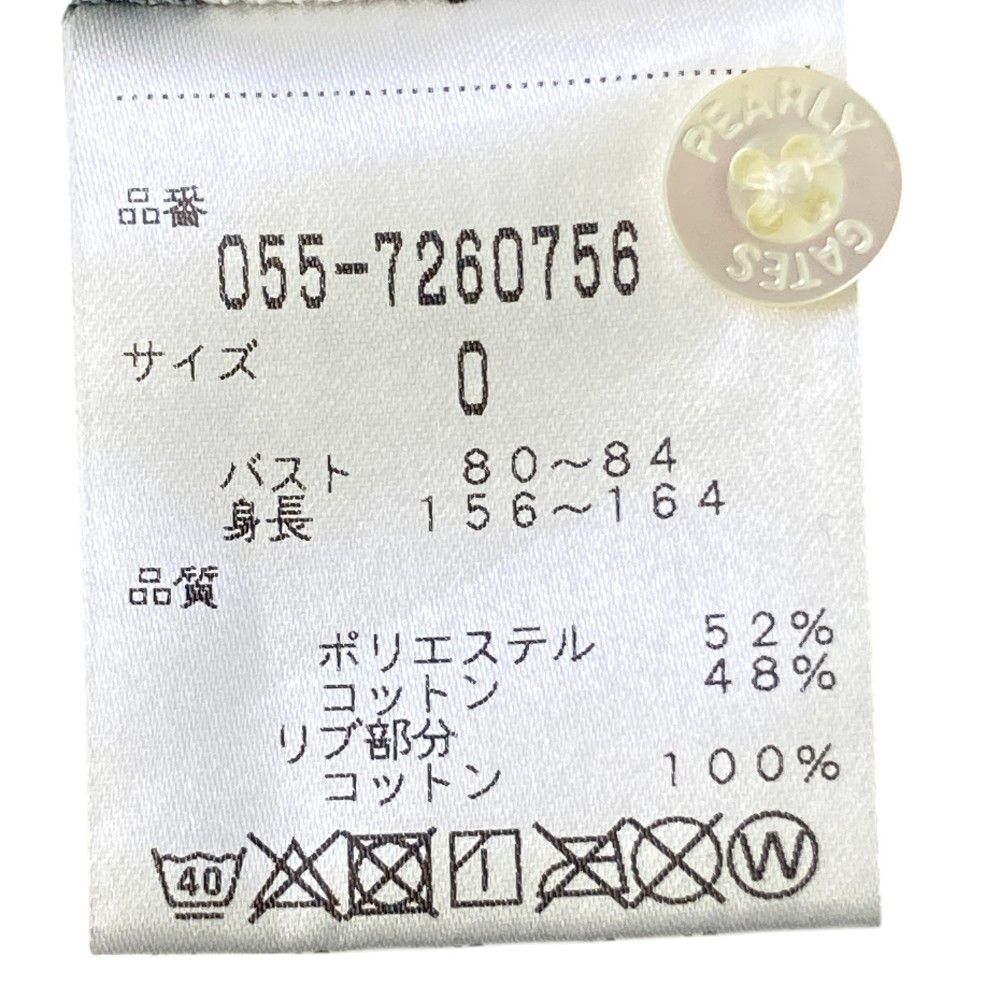 PEARLY GATES
品番
055-7260756
サイズ 0
バスト 80～84
身長 156～164
品質
ポリエステル 52%
コットン 48%
リブ部分
コットン 100%
40 W